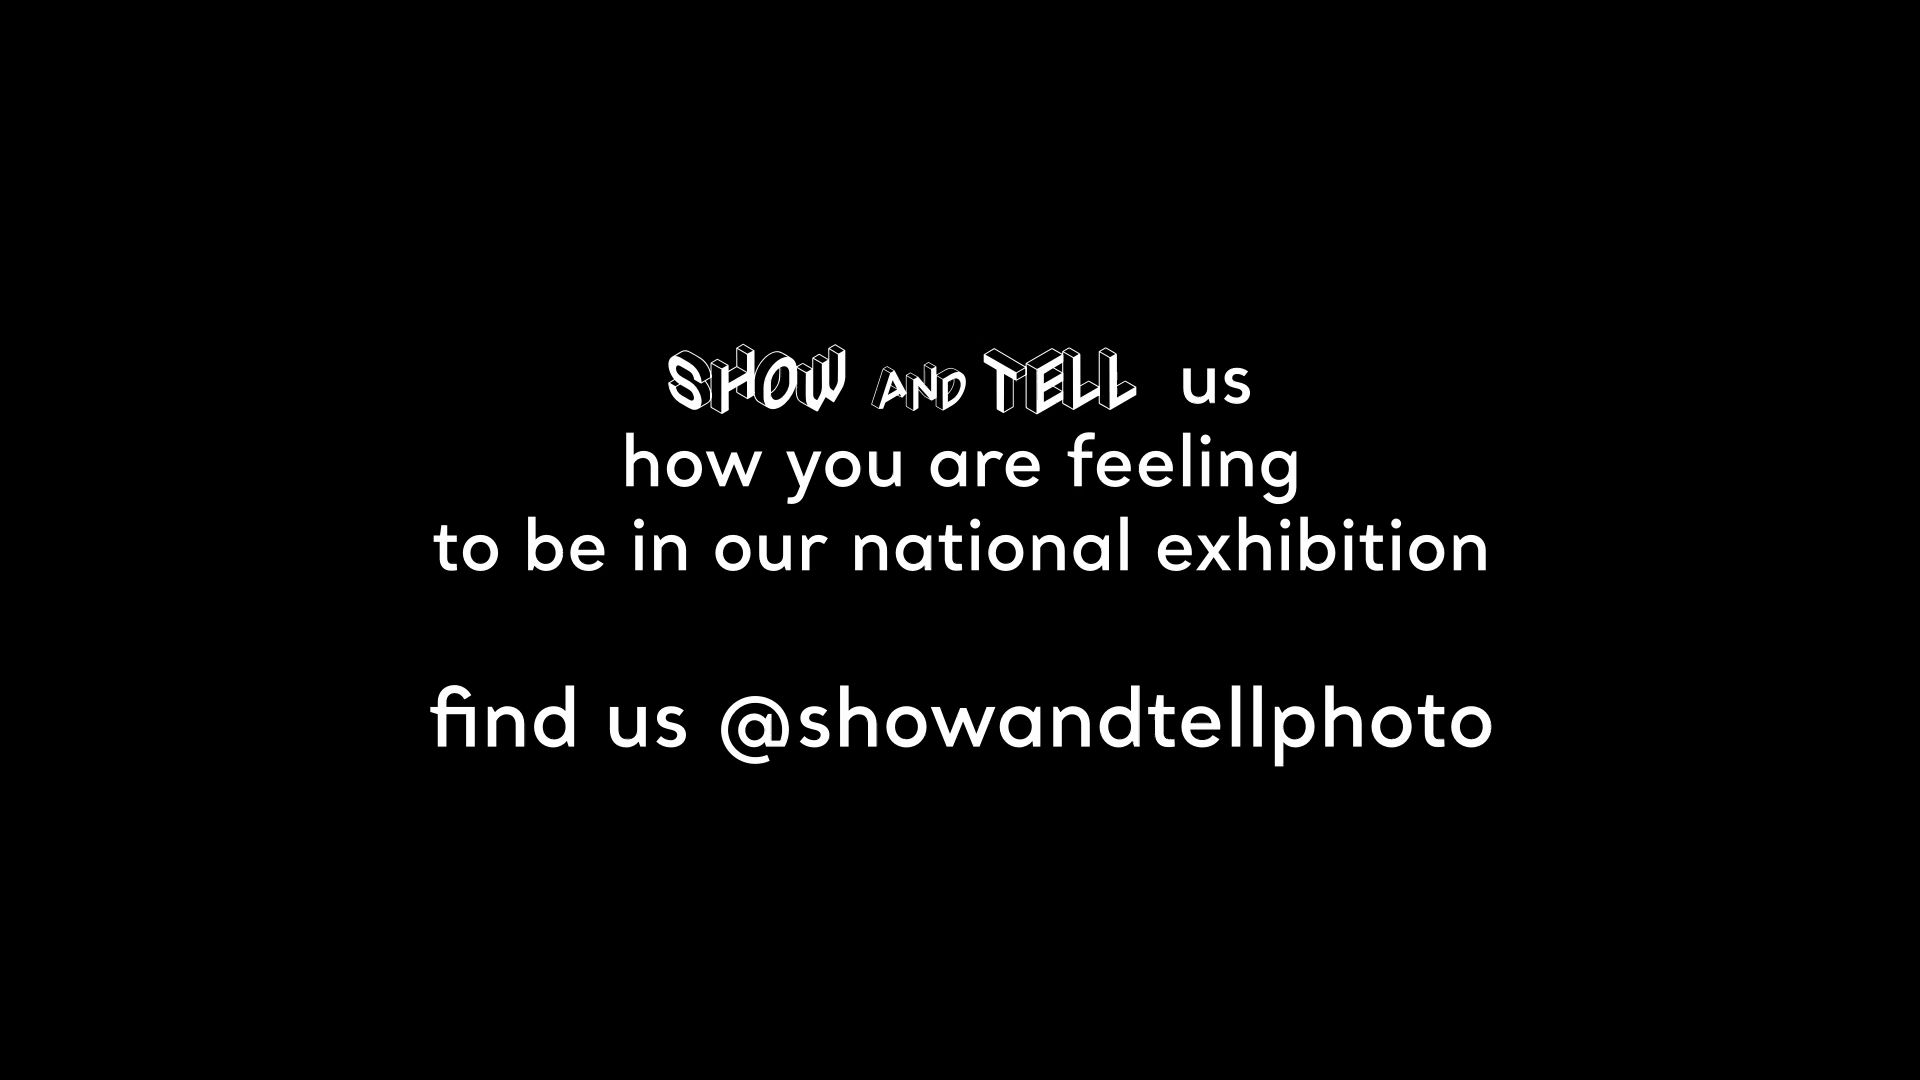 SHOW AND TELL us
how you are feeling
to be in our national exhibition
find us @showandtellphoto